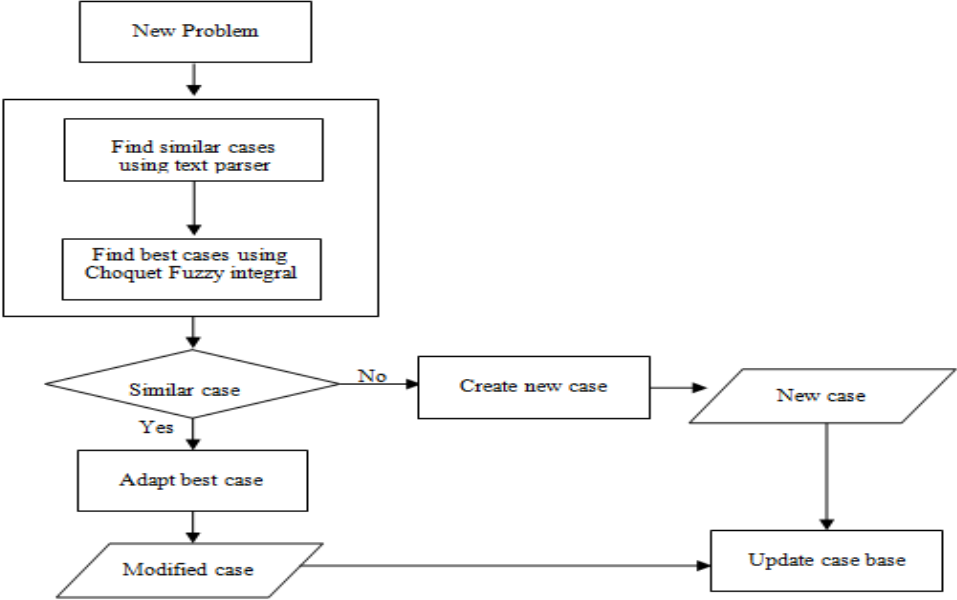 New Problem
Find similar cases
using text parser
Find best cases using
Choquet Fuzzy integral
Similar case
No
Create new case
New case
Yes
Adapt best case
Modified case
Update case base